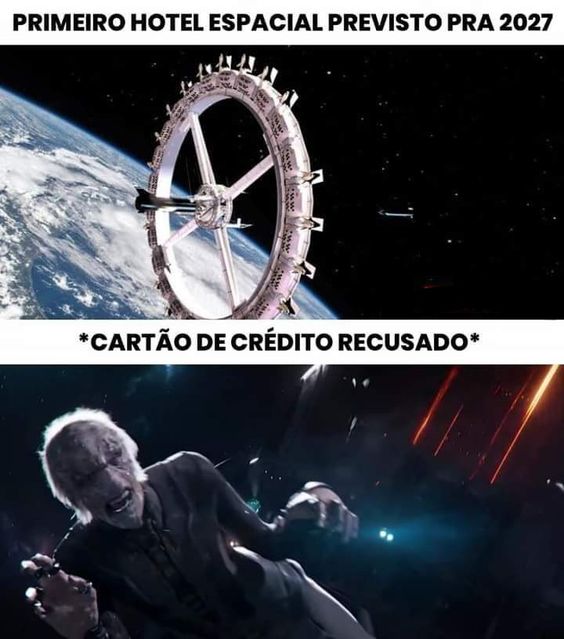 PRIMEIRO HOTEL ESPACIAL PREVISTO PRA 2027
*CARTÃO DE CRÉDITO RECUSADO*